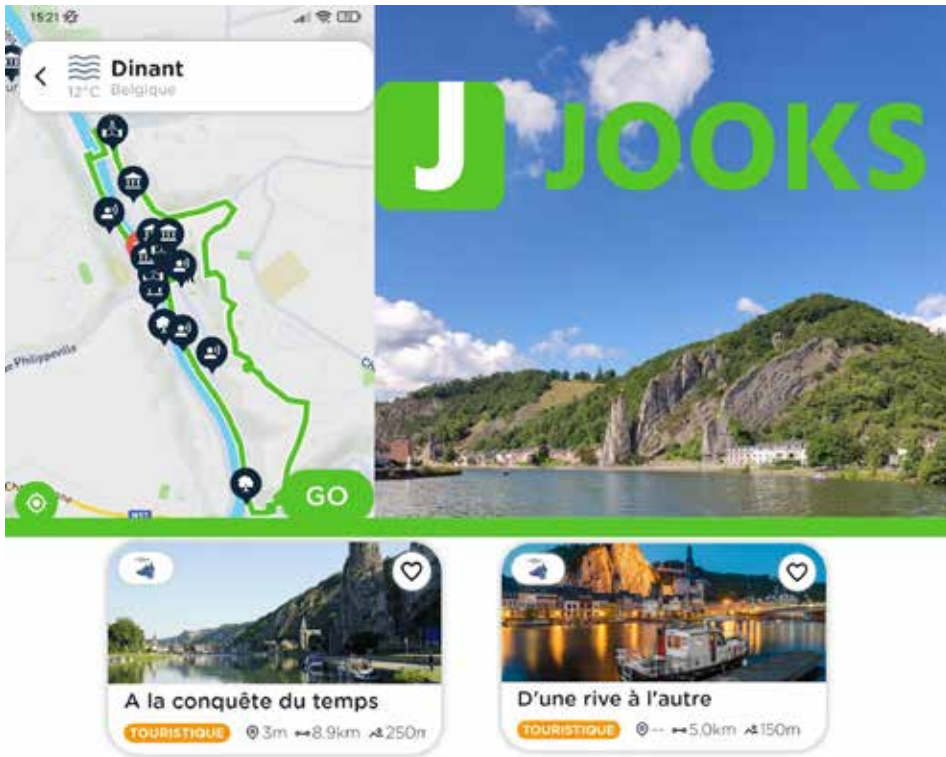 15:21
Dinant
12°C Belgique
J JOOKS
Philippeville
N95
GO
A la conquête du temps
TOURISTIQUE 3m 8.9km 250m
D'une rive à l'autre
TOURISTIQUE -- 5.0km 150m